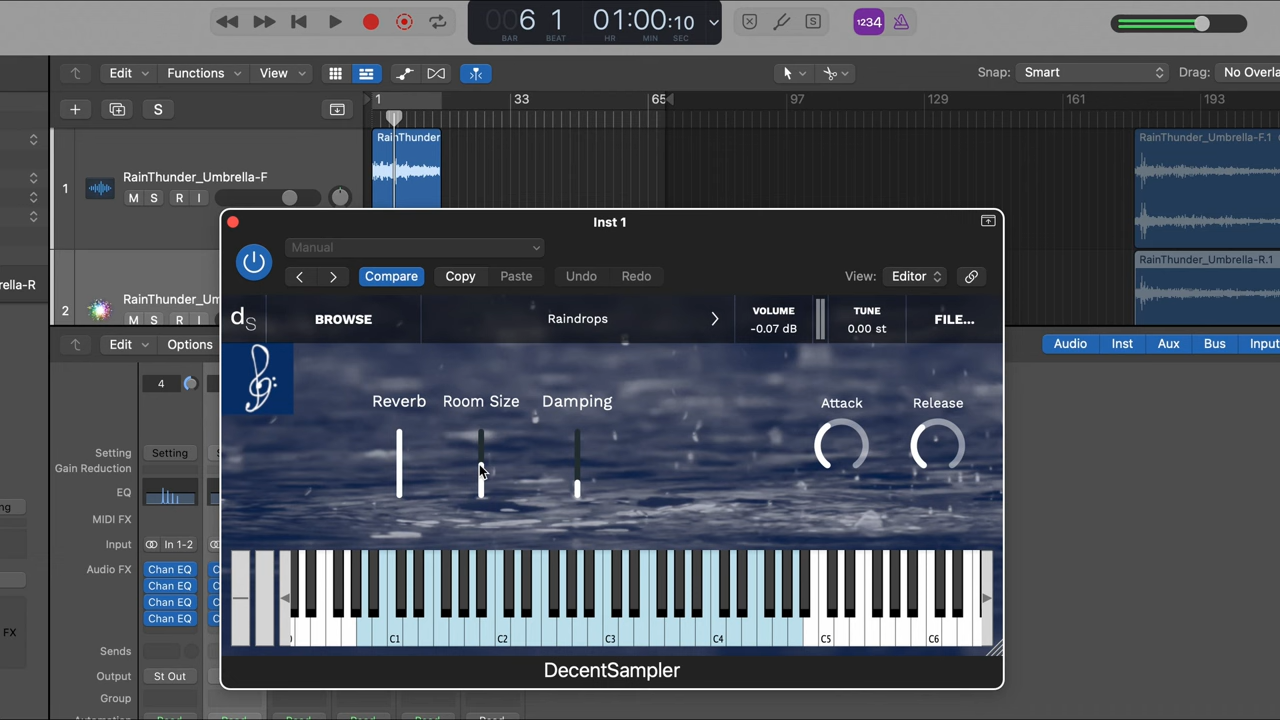 006 1
BAR BEAT
01:00:10
HR MIN SEC
S
1234
Edit
Functions
View
Snap: Smart
Drag: No Overla
S
1 33 65 97 129 161 193
RainThunder
RainThunder_Umbrella-F.1
1
RainThunder_Umbrella-F
M S R I
RainThunder_Umbrella-R.1
rella-R
2
RainThunder_Um
M S R I
Inst 1
Manual
Compare
Copy
Paste
Undo
Redo
View: Editor
dS
BROWSE
Raindrops
VOLUME
-0.07 dB
TUNE
0.00 st
FILE...
Edit
Options
Audio
Inst
Aux
Bus
Input
4
Reverb
Room Size
Damping
Attack
Release
Setting
Setting
S
Gain Reduction
EQ
MIDI FX
Input
In 1-2
Audio FX
Chan EQ
C
Chan EQ
C
Chan EQ
C
Chan EQ
C
FX
C1 C2 C3 C4 C5 C6
Sends
Output
St Out
Group
DecentSampler